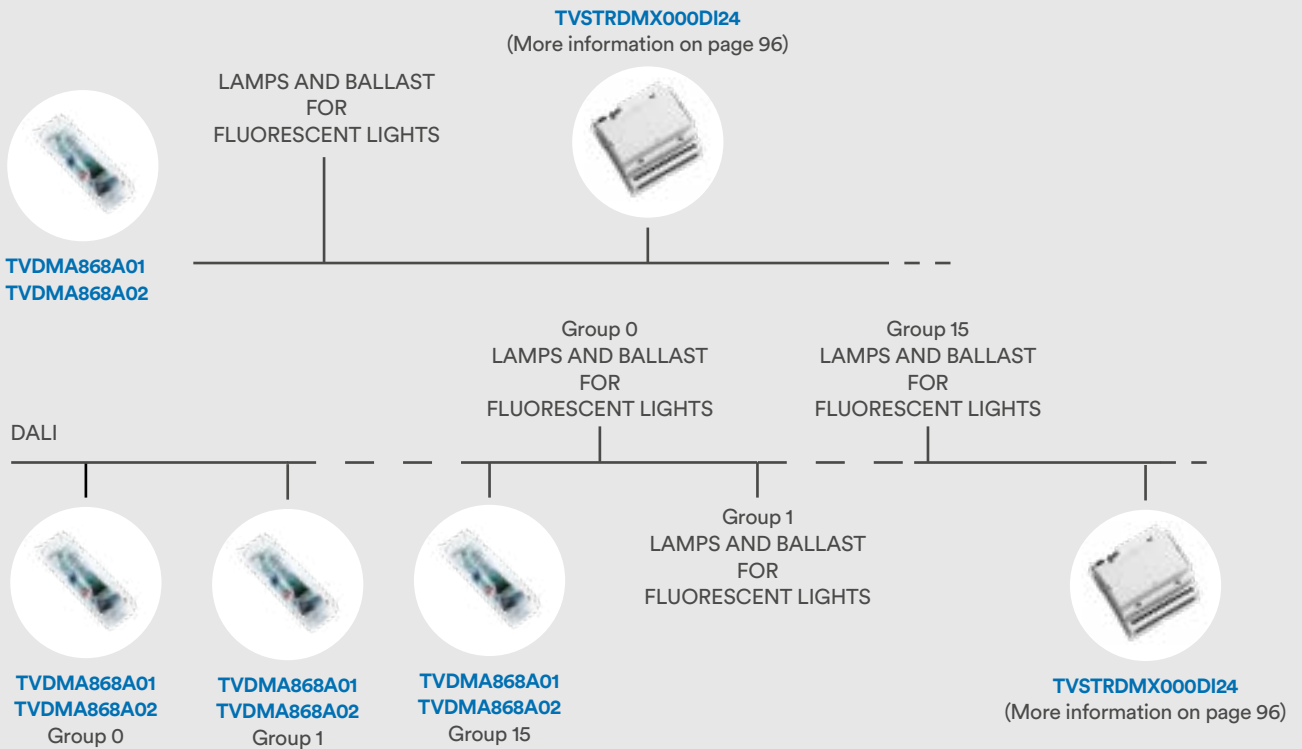 TVSTRDMX000DI24
(More information on page 96)
LAMPS AND BALLAST
FOR
FLUORESCENT LIGHTS
TVDMA868A01
TVDMA868A02
Group 0
LAMPS AND BALLAST
FOR
FLUORESCENT LIGHTS
Group 15
LAMPS AND BALLAST
FOR
FLUORESCENT LIGHTS
DALI
Group 1
LAMPS AND BALLAST
FOR
FLUORESCENT LIGHTS
TVDMA868A01
TVDMA868A02
Group 0
TVDMA868A01
TVDMA868A02
Group 1
TVDMA868A01
TVDMA868A02
Group 15
TVSTRDMX000DI24
(More information on page 96)